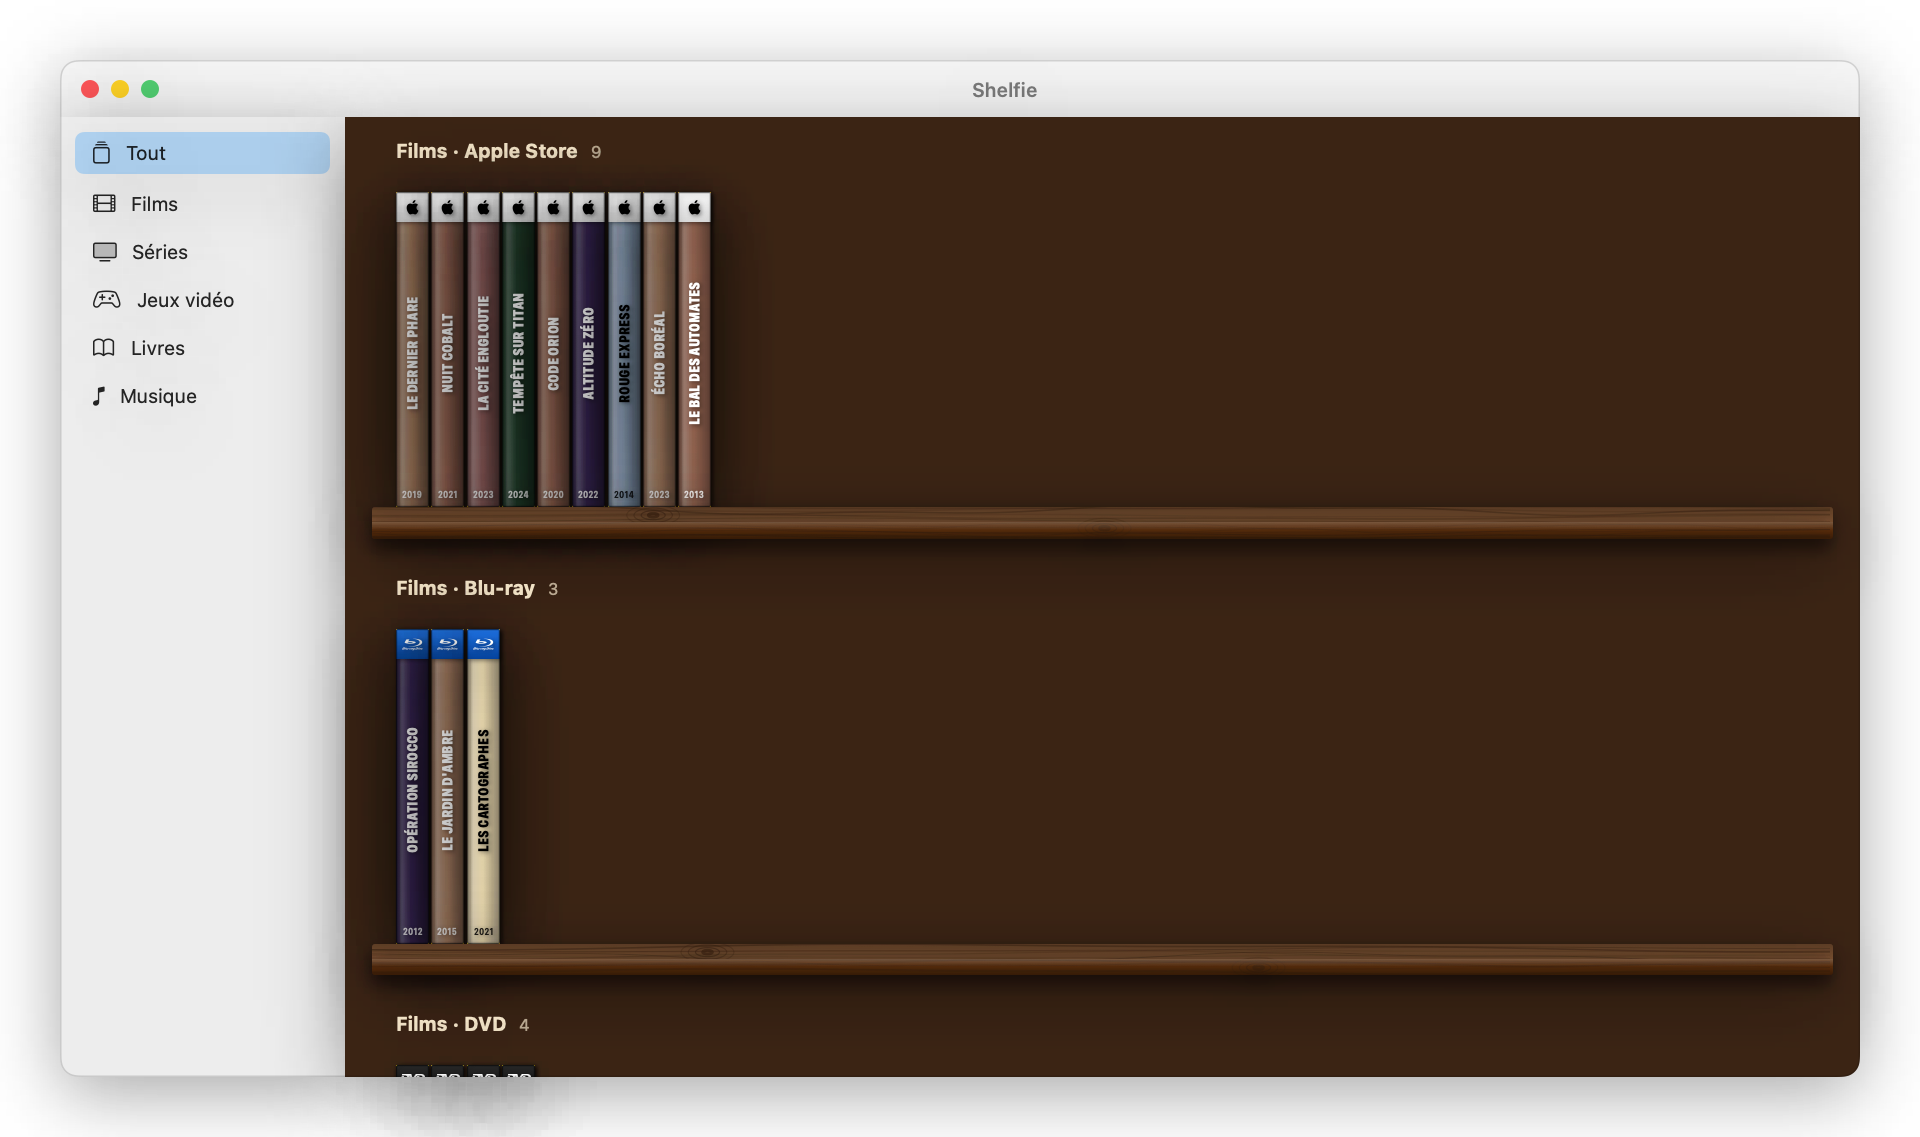 Shelfie
Tout
Films
Séries
Jeux vidéo
Livres
Musique
Films · Apple Store 9
LE DERNIER PHARE 2019
NUIT COBALT 2021
LA CITÉ ENGLOUTIE 2023
TEMPÊTE SUR TITAN 2024
CODE ORION 2020
ALTITUDE ZÉRO 2022
ROUGE EXPRESS 2014
ÉCHO BORÉAL 2023
LE BAL DES AUTOMATES 2013
Films · Blu-ray 3
OPÉRATION SIROCCO 2012
LE JARDIN D'AMBRE 2015
LES CARTOGRAPHES 2021
Films · DVD 4